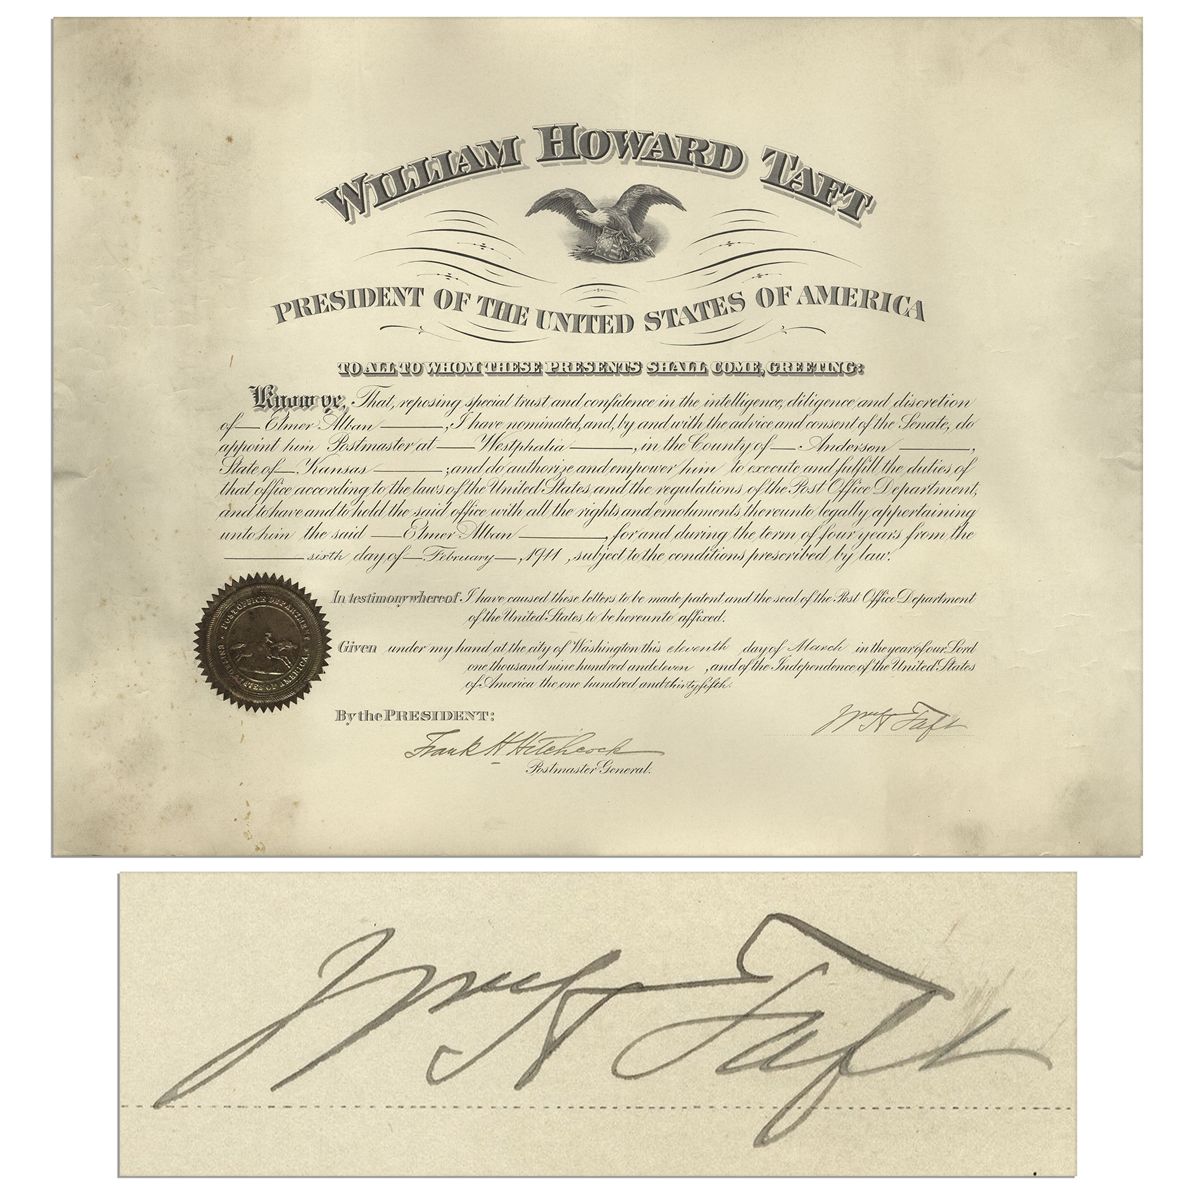 WILLIAM HOWARD TAFT
PRESIDENT OF THE UNITED STATES OF AMERICA
TO ALL TO WHOM THESE PRESENTS SHALL COME, GREETING:
Know ye, That, reposing special trust and confidence in the intelligence, diligence, and discretion
of Elmer Alban, I have nominated, and, by and with the advice and consent of the Senate, do
appoint him Postmaster at Westphalia, in the County of Anderson,
State of Kansas; and do authorize and empower him to execute and fulfill the duties of
that office according to the laws of the United States and the regulations of the Post Office Department,
and to have and to hold the said office with all the rights and emoluments thereunto legally appertaining
unto him the said Elmer Alban, for and during the term of four years from the
sixth day of February, 1911, subject to the conditions prescribed by law.
In testimony whereof I have caused these letters to be made patent and the seal of the Post Office Department
of the United States to be hereunto affixed.
POST OFFICE DEPARTMENT
UNITED STATES OF AMERICA
Given under my hand at the city of Washington this eleventh day of March in the year of our Lord
one thousand nine hundred and eleven, and of the Independence of the United States
of America the one hundred and thirty fifth.
By the PRESIDENT:
Wm H Taft
Frank H Hitchcock
Postmaster General.
Wm H Taft